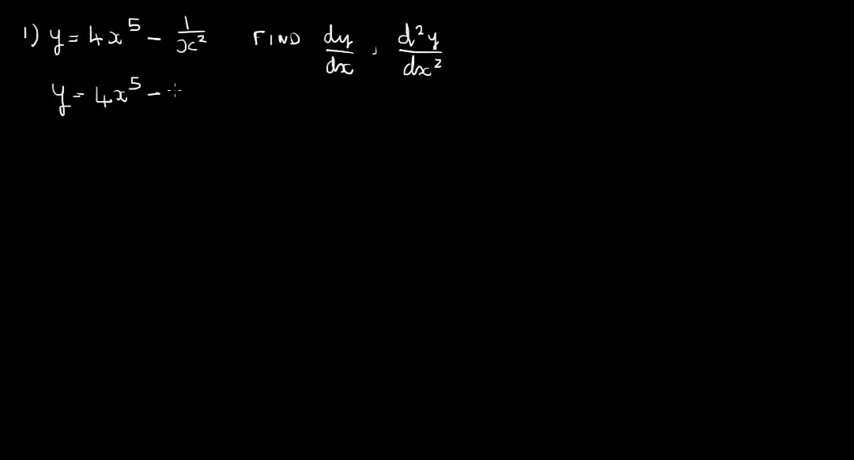 1) y = 4x⁵ − 1/x² FIND dy/dx , d²y/dx²
y = 4x⁵ −